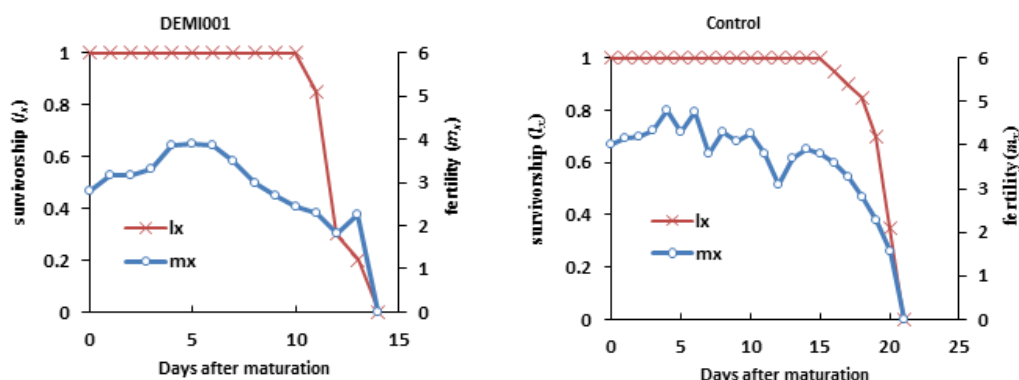 DEMI001
1
0.8
0.6
0.4
0.2
0
survivorship (lx)
6
5
4
3
2
1
0
fertility (mx)
lx
mx
0 5 10 15
Days after maturation
Control
1
0.8
0.6
0.4
0.2
0
survivorship (lx)
6
5
4
3
2
1
0
fertility (mx)
lx
mx
0 5 10 15 20 25
Days after maturation